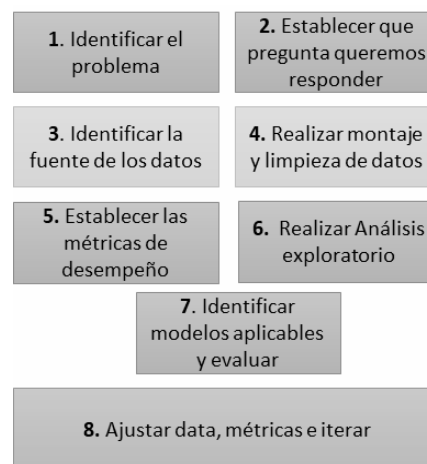 1. Identificar el
problema
2. Establecer que
pregunta queremos
responder
3. Identificar la
fuente de los datos
4. Realizar montaje
y limpieza de datos
5. Establecer las
métricas de
desempeño
6. Realizar Análisis
exploratorio
7. Identificar
modelos aplicables
y evaluar
8. Ajustar data, métricas e iterar